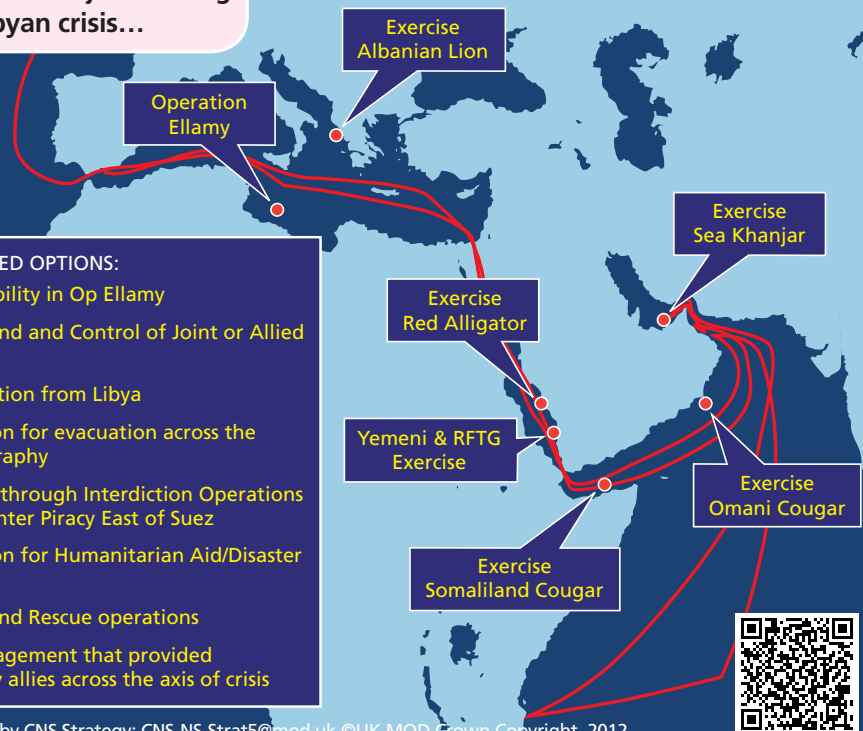 byan crisis…
Exercise
Albanian Lion
Operation
Ellamy
Exercise
Sea Khanjar
ED OPTIONS:
bility in Op Ellamy
nd and Control of Joint or Allied
tion from Libya
on for evacuation across the
raphy
through Interdiction Operations
nter Piracy East of Suez
on for Humanitarian Aid/Disaster
nd Rescue operations
agement that provided
y allies across the axis of crisis
Exercise
Red Alligator
Yemeni & RFTG
Exercise
Exercise
Omani Cougar
Exercise
Somaliland Cougar
by CNS Strategy: CNS-NS-Strat5@mod.uk ©UK MOD Crown Copyright, 2012